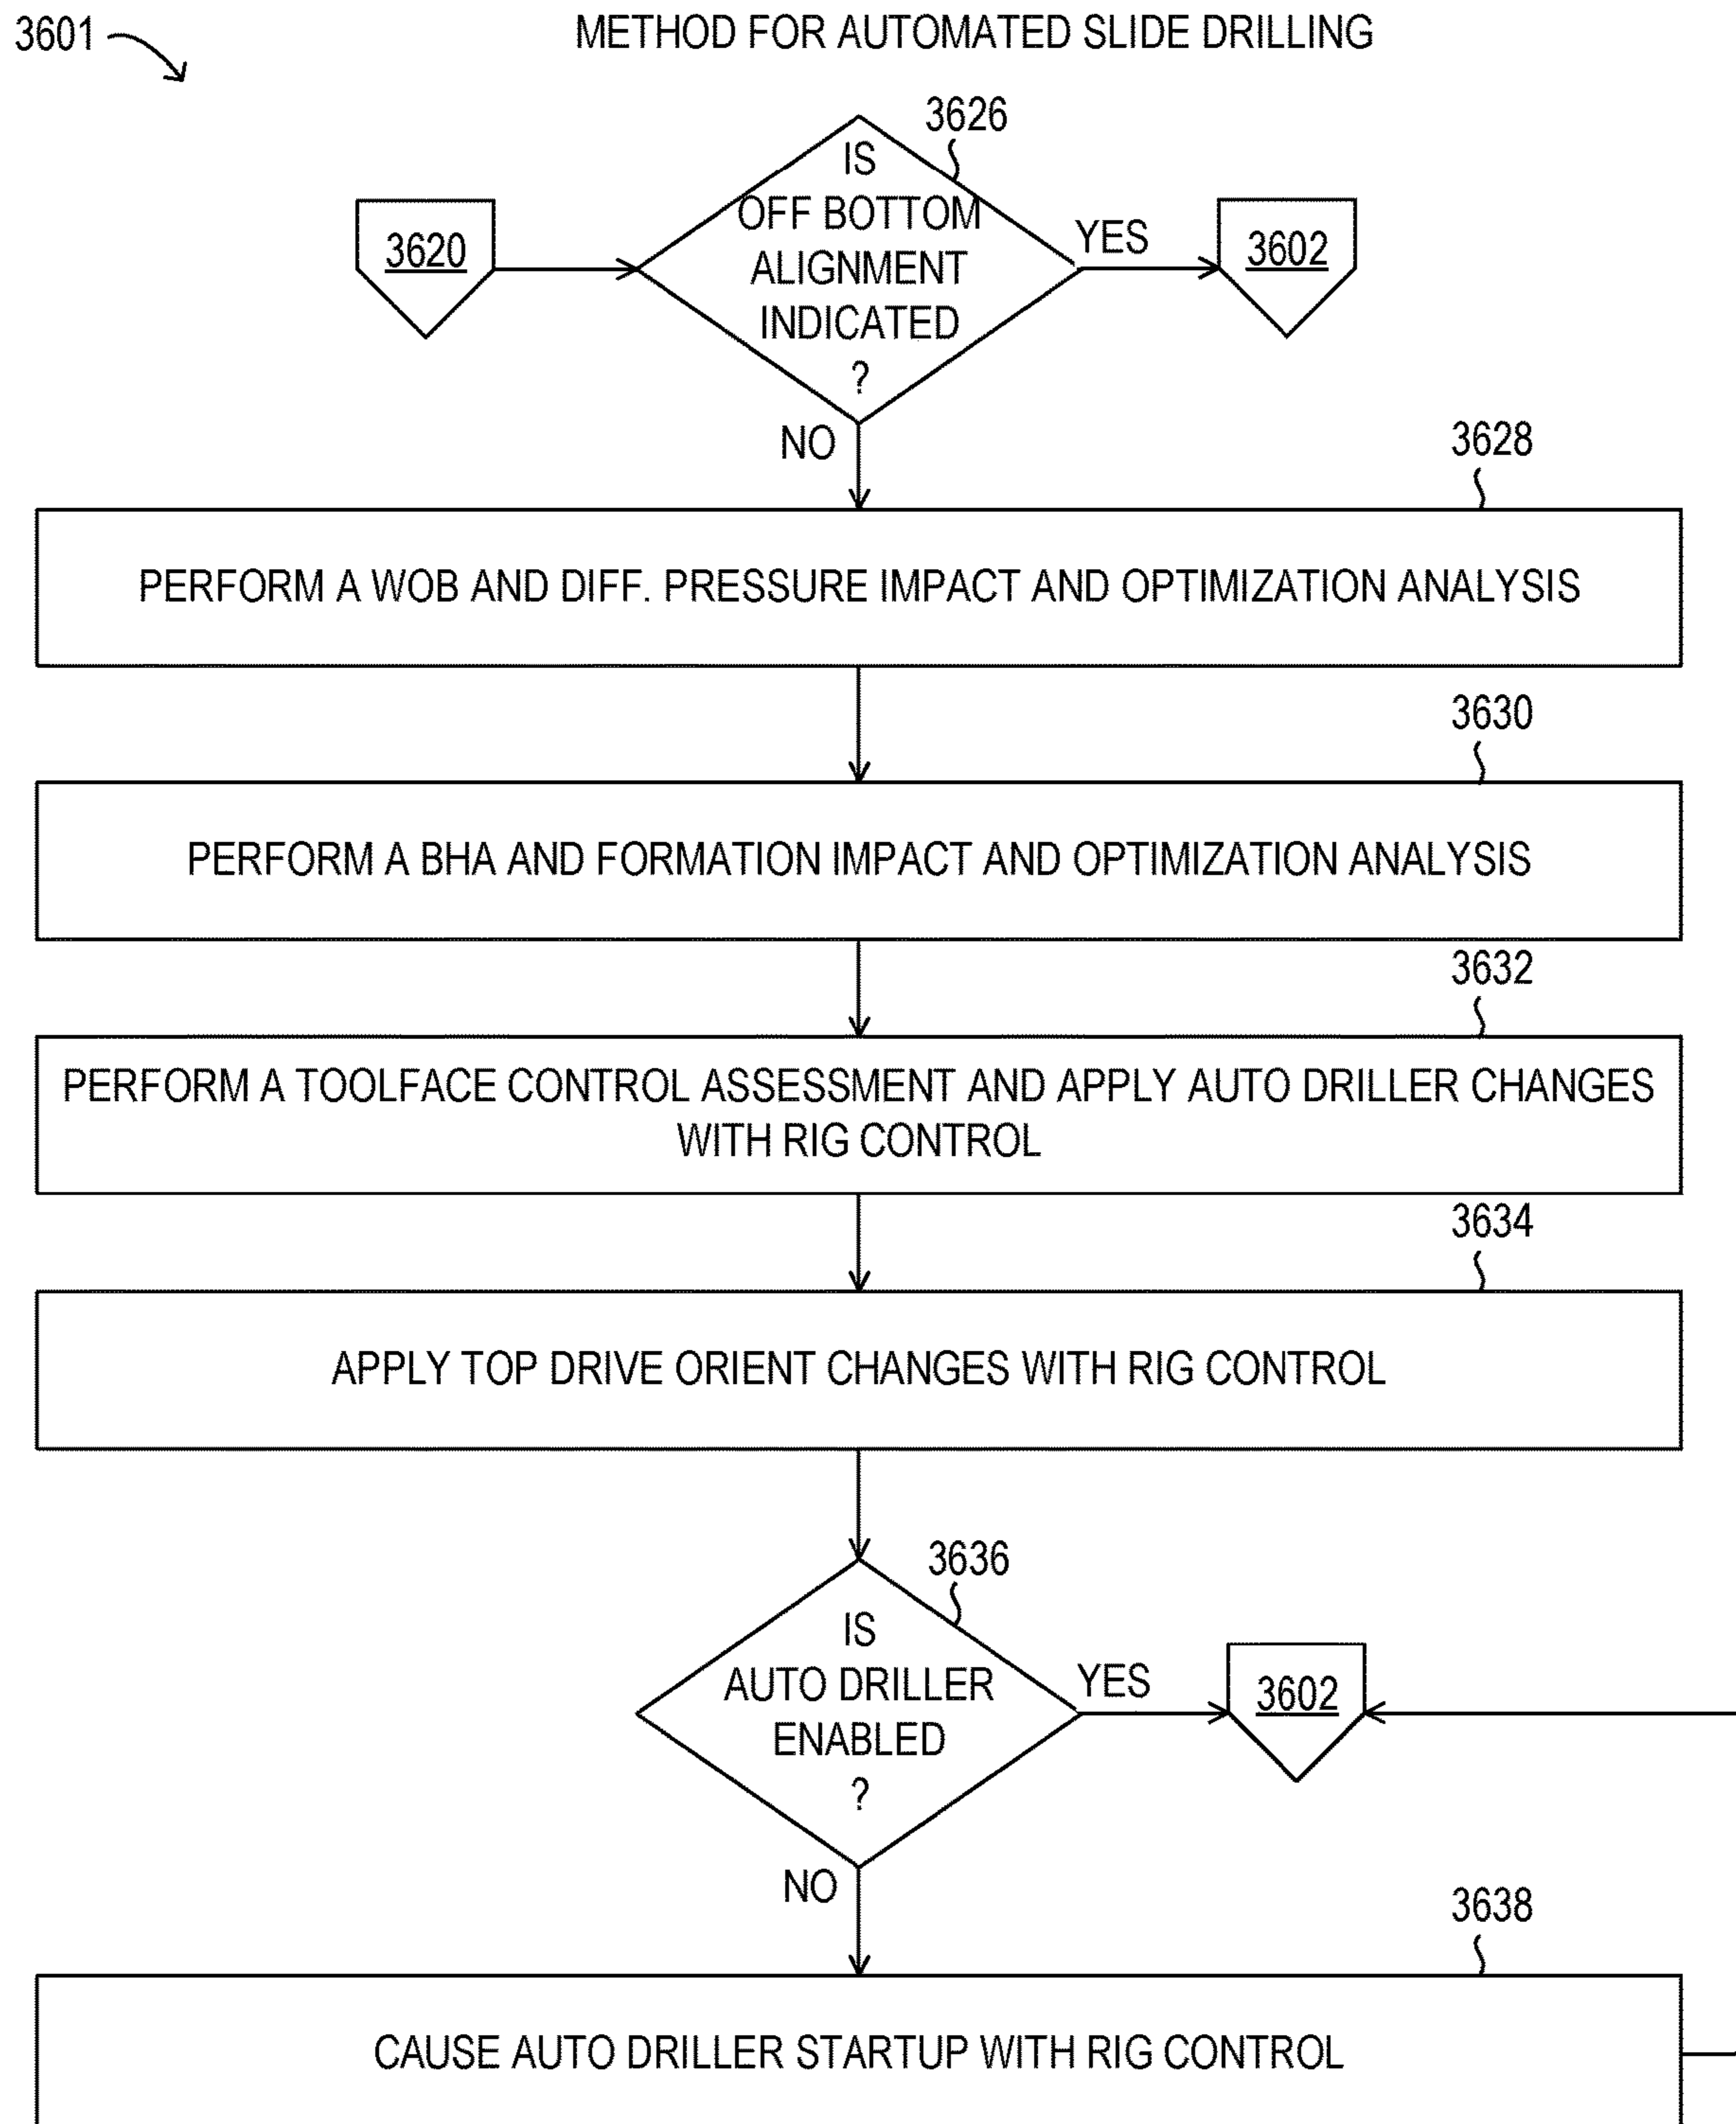 3601
METHOD FOR AUTOMATED SLIDE DRILLING
3626
IS
OFF BOTTOM
ALIGNMENT
INDICATED
?
3620
YES
3602
NO
3628
PERFORM A WOB AND DIFF. PRESSURE IMPACT AND OPTIMIZATION ANALYSIS
3630
PERFORM A BHA AND FORMATION IMPACT AND OPTIMIZATION ANALYSIS
3632
PERFORM A TOOLFACE CONTROL ASSESSMENT AND APPLY AUTO DRILLER CHANGES
WITH RIG CONTROL
3634
APPLY TOP DRIVE ORIENT CHANGES WITH RIG CONTROL
3636
IS
AUTO DRILLER
ENABLED
?
YES
3602
NO
3638
CAUSE AUTO DRILLER STARTUP WITH RIG CONTROL